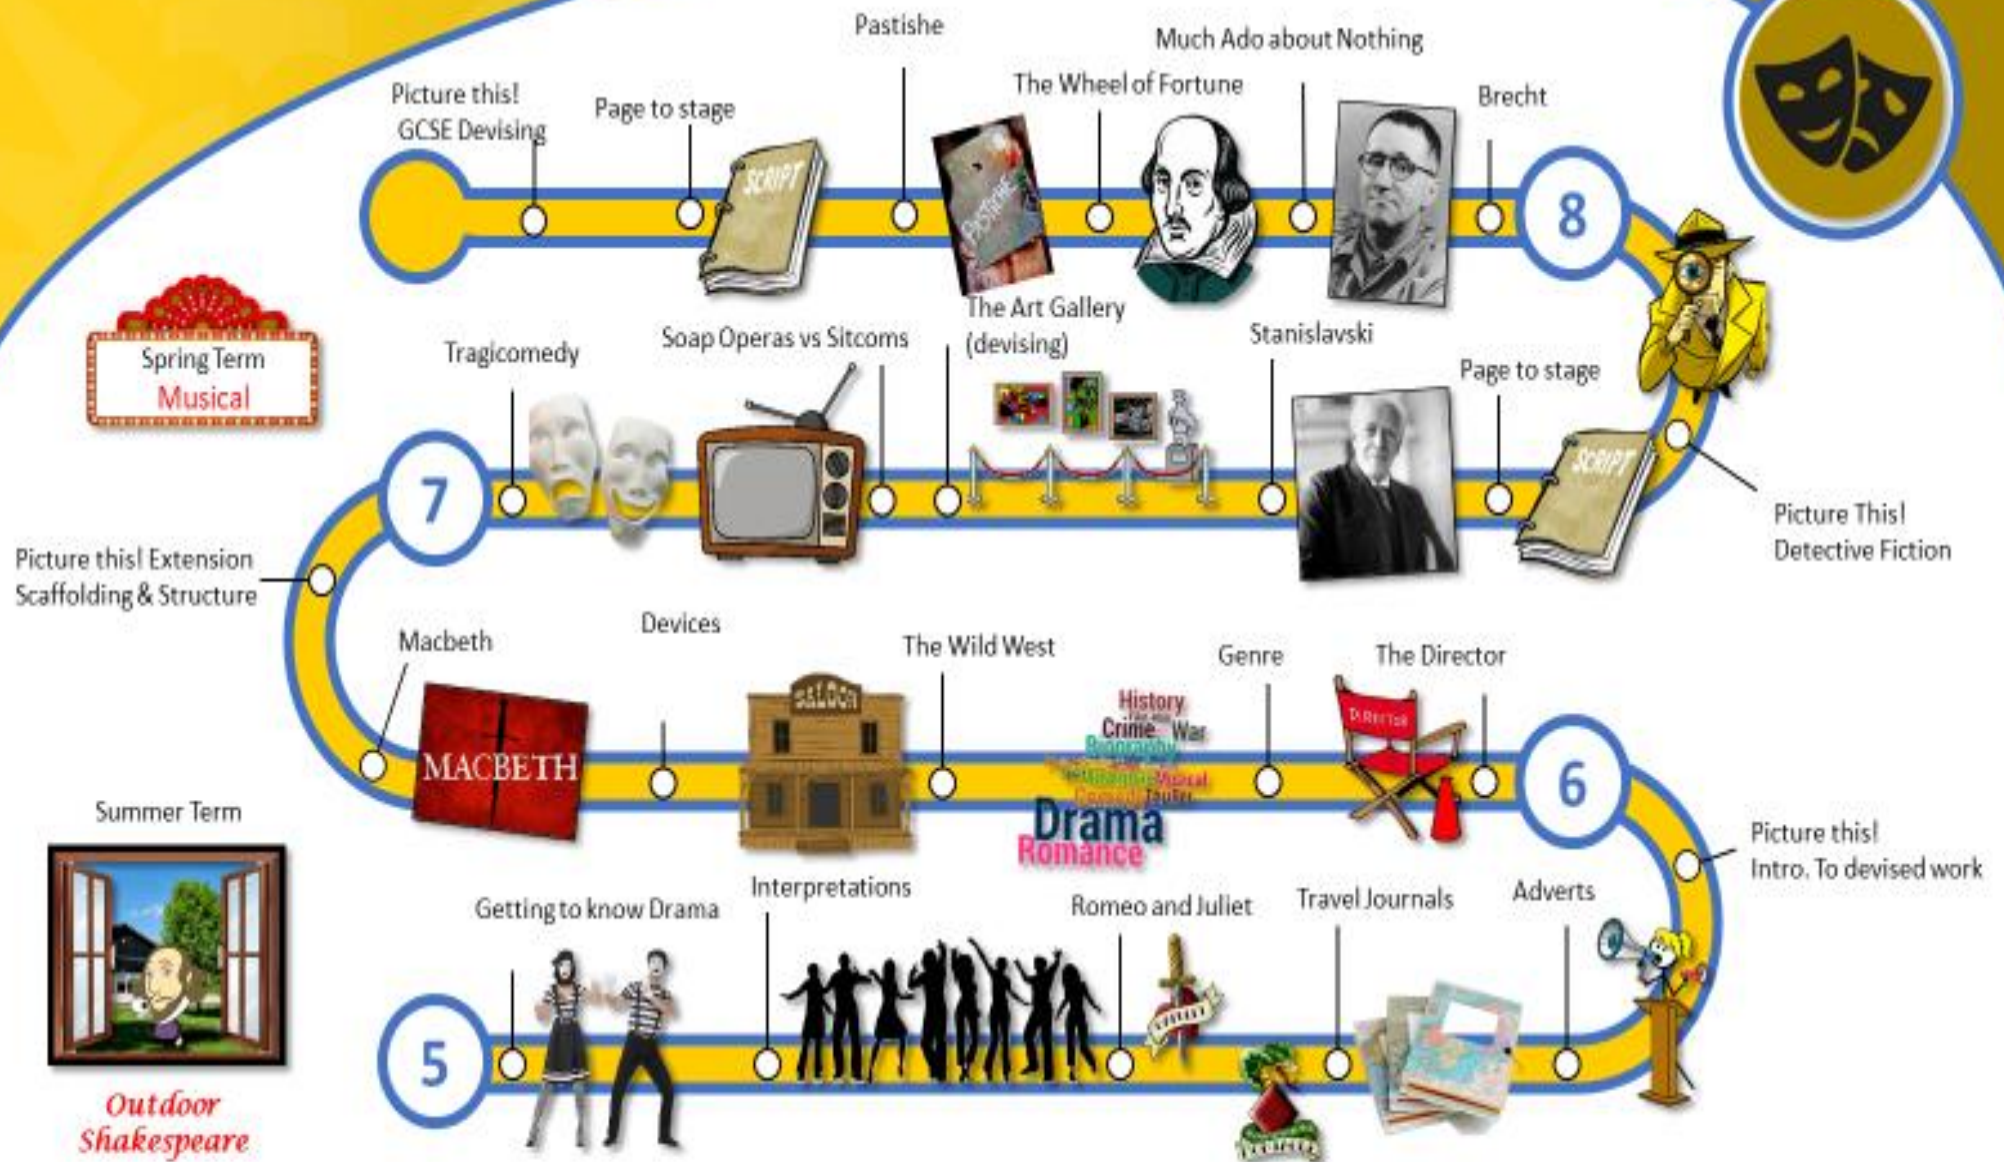 Pastishe
Much Ado about Nothing
The Wheel of Fortune
Picture this!
GCSE Devising
Page to stage
Brecht
SCRIPT
8
The Art Gallery
(devising)
Spring Term
Musical
Tragicomedy
Soap Operas vs Sitcoms
Stanislavski
Page to stage
7
SCRIPT
Picture This!
Detective Fiction
Picture this! Extension
Scaffolding & Structure
Macbeth
Devices
The Wild West
Genre
The Director
SALOON
History
Crime War
Biography
Musical
Drama
Romance
DIRECTOR
MACBETH
6
Summer Term
Picture this!
Intro. To devised work
Getting to know Drama
Interpretations
Romeo and Juliet
Travel Journals
Adverts
5
Outdoor
Shakespeare